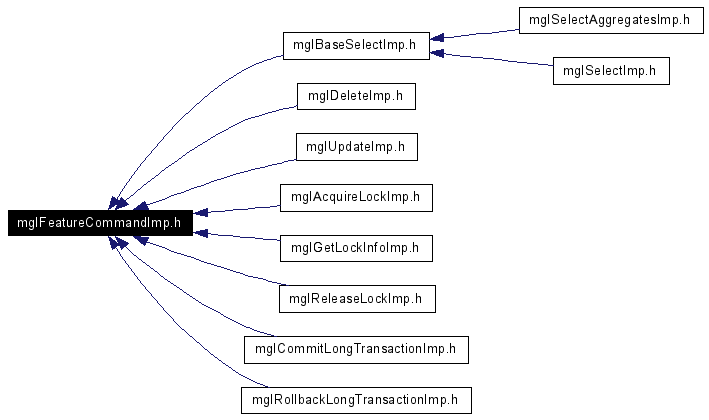 mglSelectAggregatesImp.h
mglBaseSelectImp.h
mglSelectImp.h
mglDeleteImp.h
mglUpdateImp.h
mglAcquireLockImp.h
mglFeatureCommandImp.h
mglGetLockInfoImp.h
mglReleaseLockImp.h
mglCommitLongTransactionImp.h
mglRollbackLongTransactionImp.h